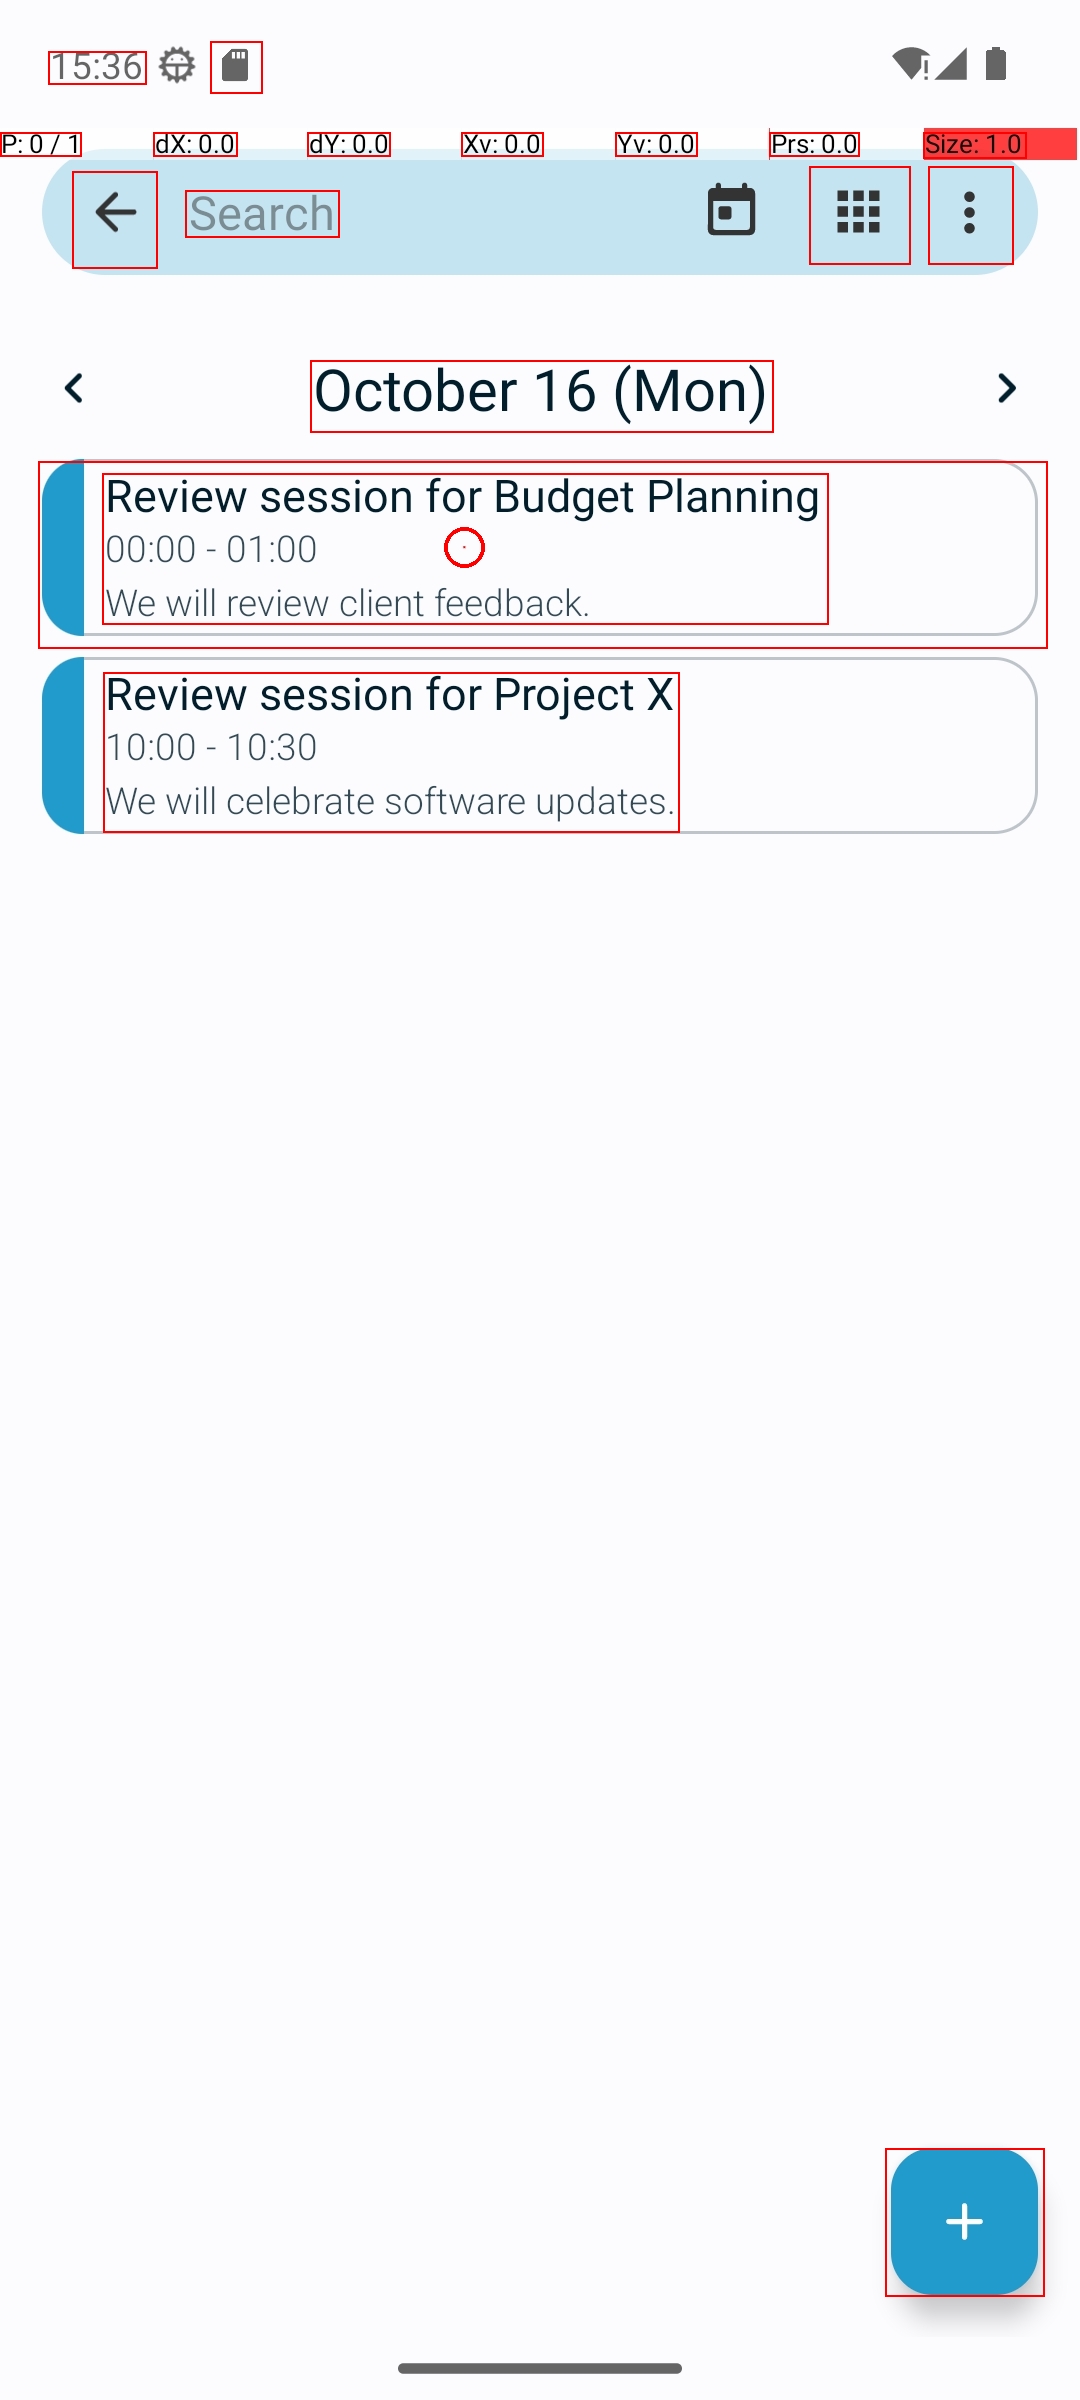 15:36
P: 0 / 1 dX: 0.0 dY: 0.0 Xv: 0.0 Yv: 0.0 Prs: 0.0 Size: 1.0
Search
October 16 (Mon)
Review session for Budget Planning
00:00 - 01:00
We will review client feedback.
Review session for Project X
10:00 - 10:30
We will celebrate software updates.